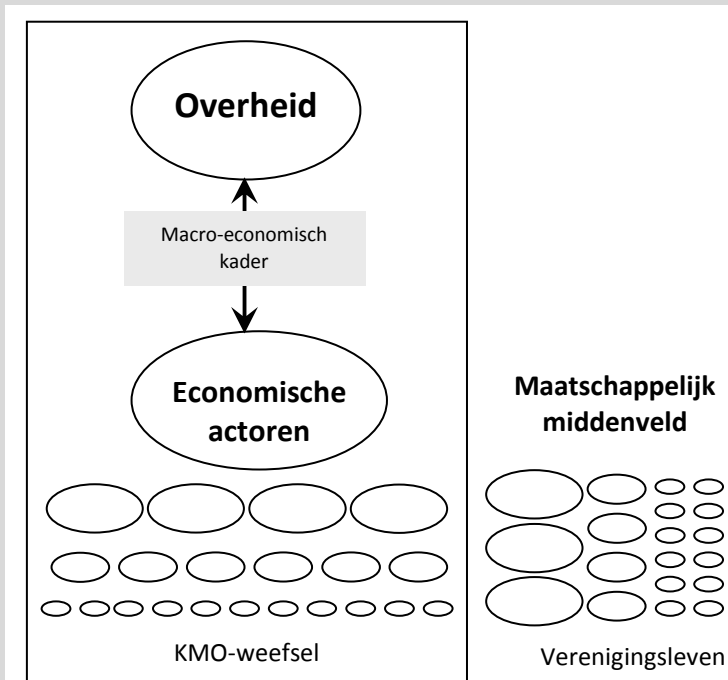 Overheid
Macro-economisch
kader
Economische
actoren
KMO-weefsel
Maatschappelijk
middenveld
Verenigingsleven